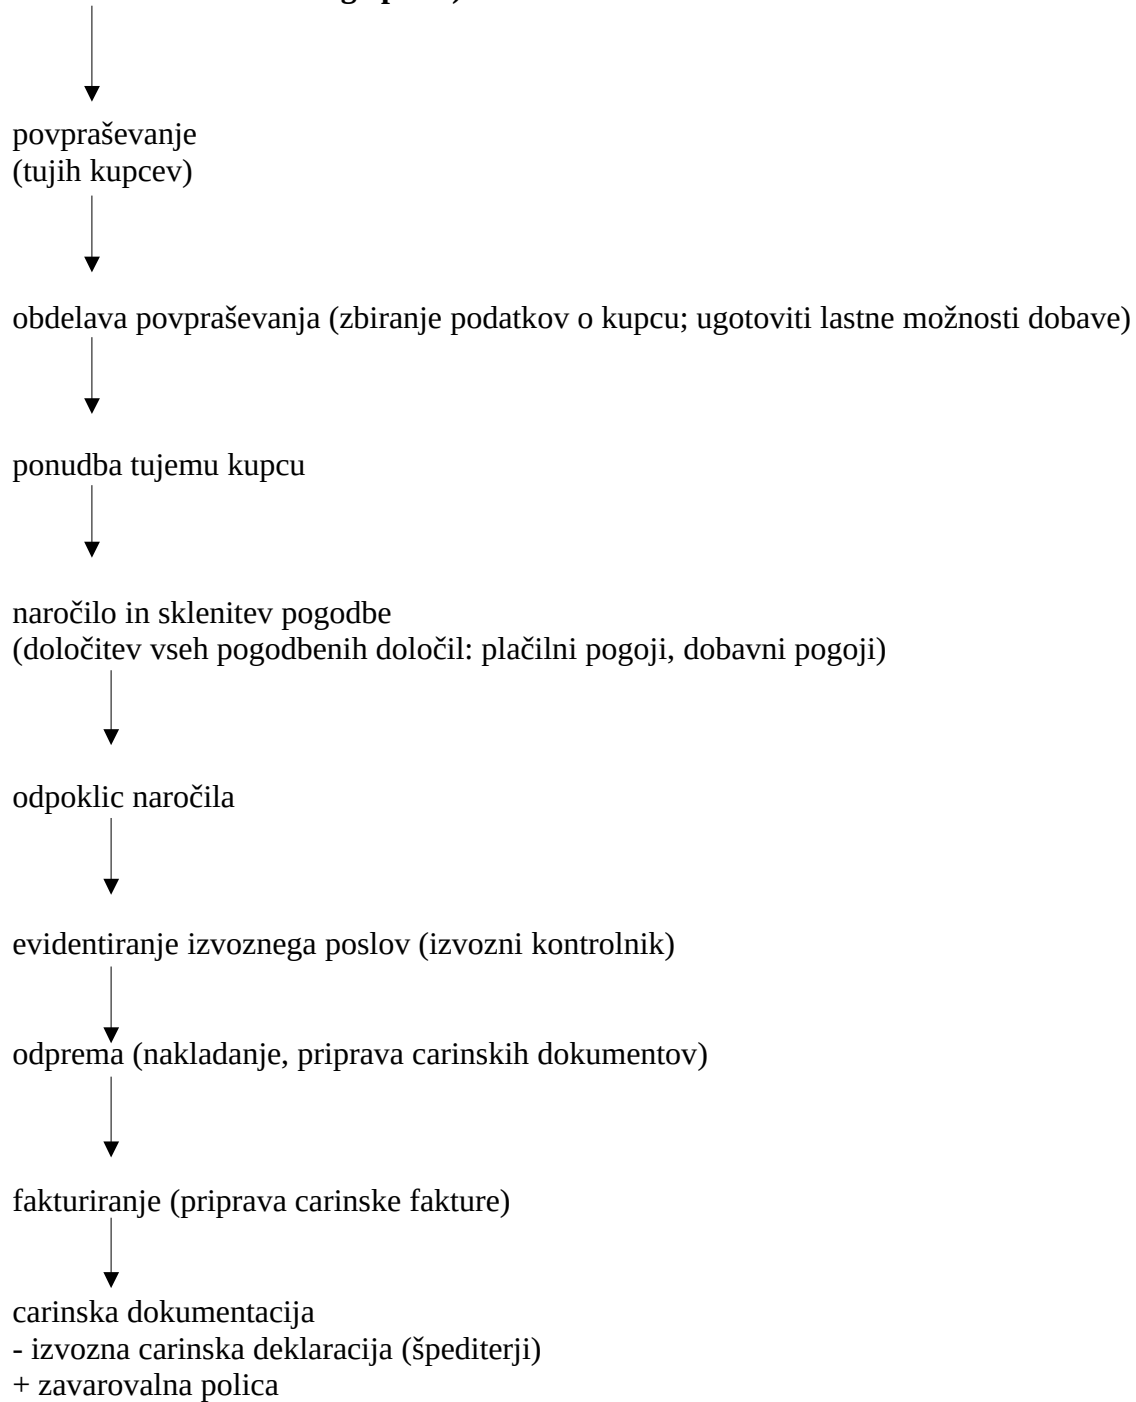 povpraševanje
(tujih kupcev)
obdelava povpraševanja (zbiranje podatkov o kupcu; ugotoviti lastne možnosti dobave)
ponudba tujemu kupcu
naročilo in sklenitev pogodbe
(določitev vseh pogodbenih določil: plačilni pogoji, dobavni pogoji)
odpoklic naročila
evidentiranje izvoznega poslov (izvozni kontrolnik)
odprema (nakladanje, priprava carinskih dokumentov)
fakturiranje (priprava carinske fakture)
carinska dokumentacija
- izvozna carinska deklaracija (špediterji)
+ zavarovalna polica